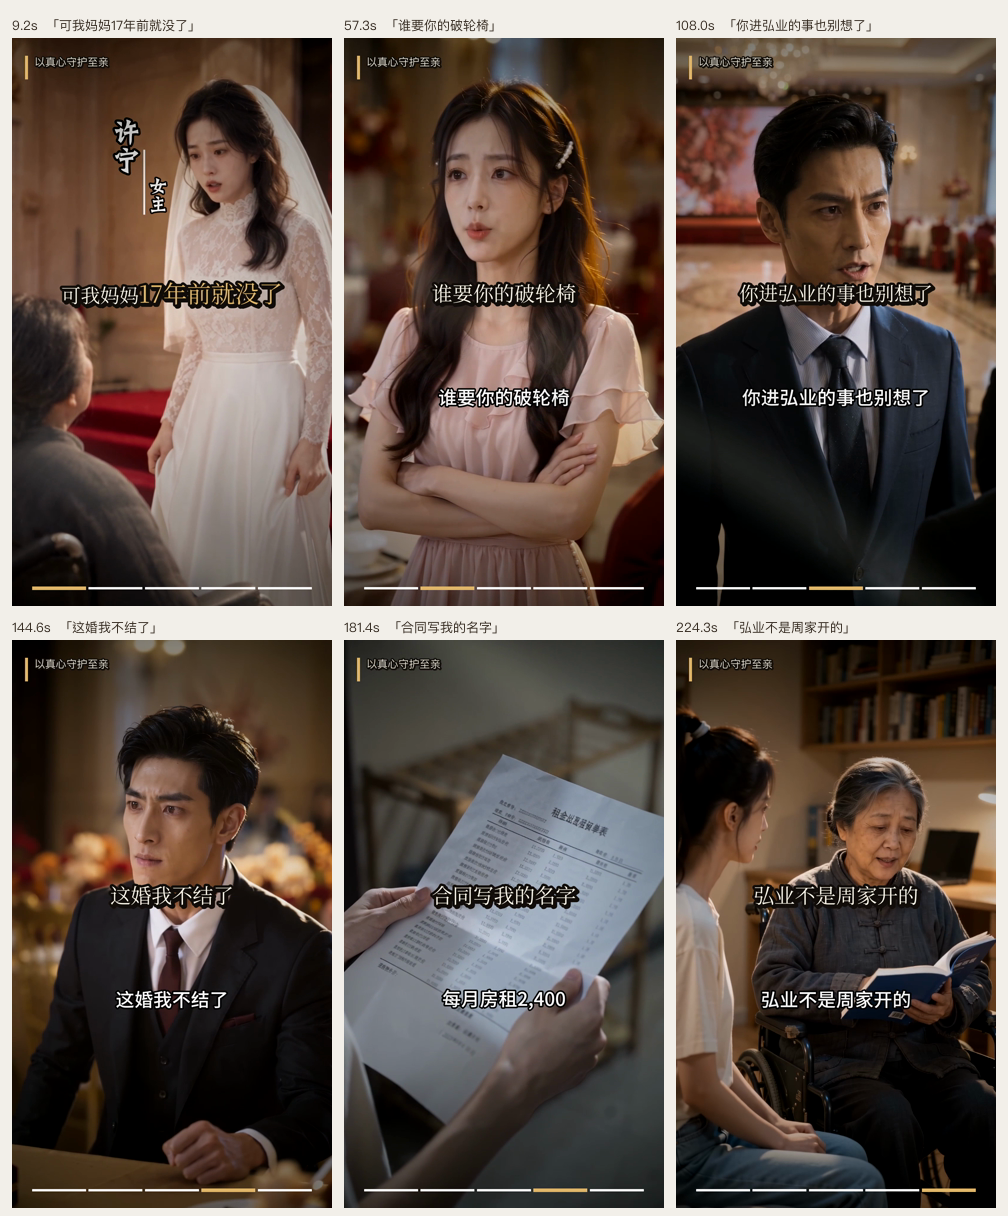 9.2s 「可我妈妈17年前就没了」
以真心守护至亲
许宁
女主
可我妈妈17年前就没了
57.3s 「谁要你的破轮椅」
以真心守护至亲
谁要你的破轮椅
谁要你的破轮椅
108.0s 「你进弘业的事也别想了」
以真心守护至亲
你进弘业的事也别想了
你进弘业的事也别想了
144.6s 「这婚我不结了」
以真心守护至亲
这婚我不结了
这婚我不结了
181.4s 「合同写我的名字」
以真心守护至亲
合同写我的名字
每月房租2,400
224.3s 「弘业不是周家开的」
以真心守护至亲
弘业不是周家开的
弘业不是周家开的